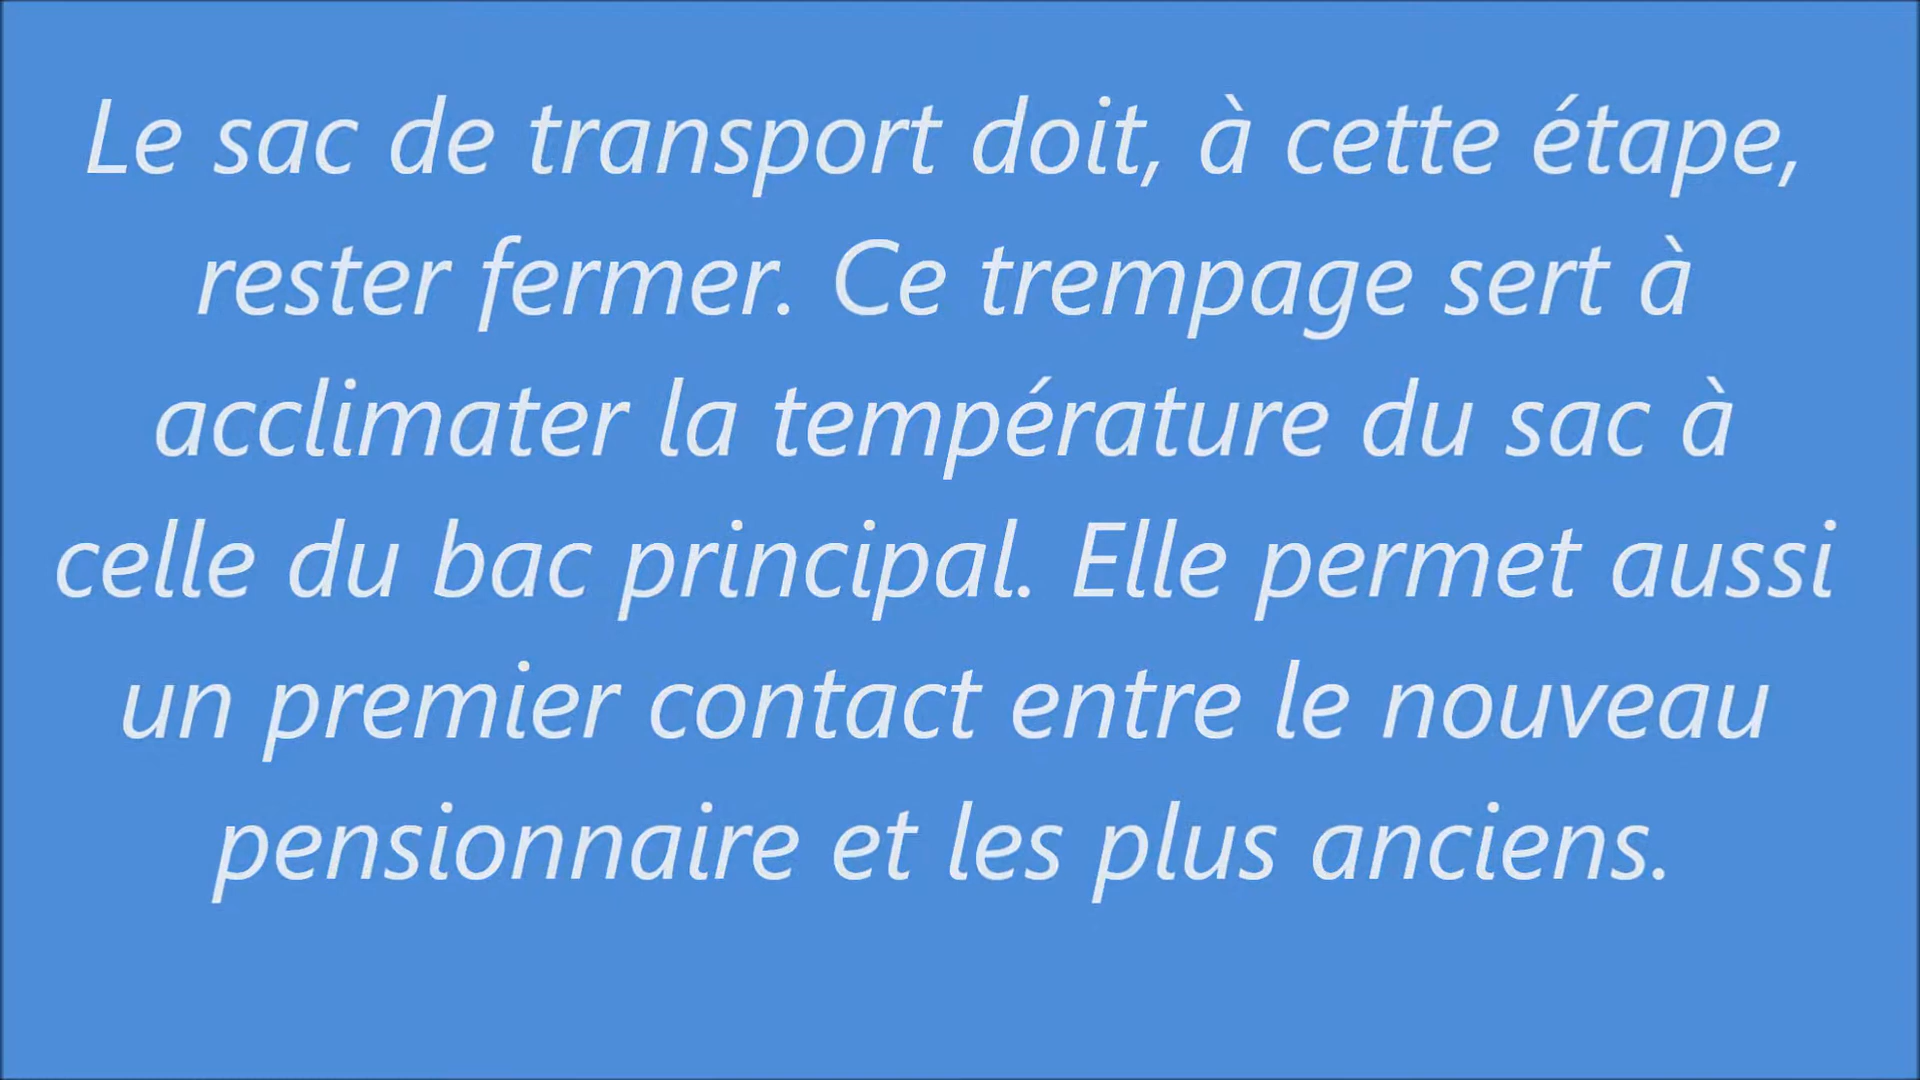 Le sac de transport doit, à cette étape,
rester fermer. Ce trempage sert à
acclimater la température du sac à
celle du bac principal. Elle permet aussi
un premier contact entre le nouveau
pensionnaire et les plus anciens.